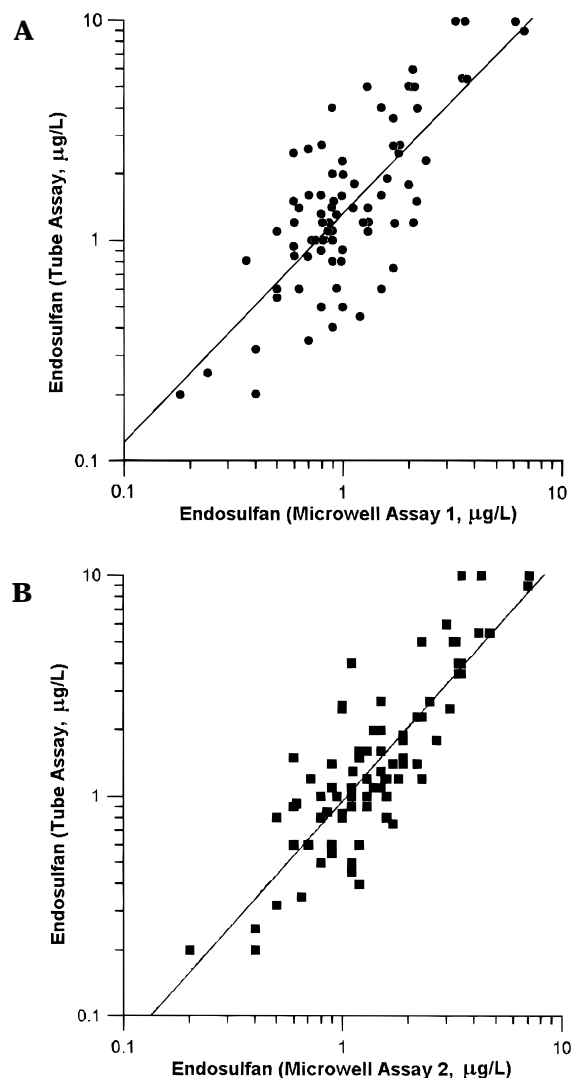 A
10
1
0.1
Endosulfan (Tube Assay, µg/L)
0.1
1
10
Endosulfan (Microwell Assay 1, µg/L)
B
10
1
0.1
Endosulfan (Tube Assay, µg/L)
0.1
1
10
Endosulfan (Microwell Assay 2, µg/L)